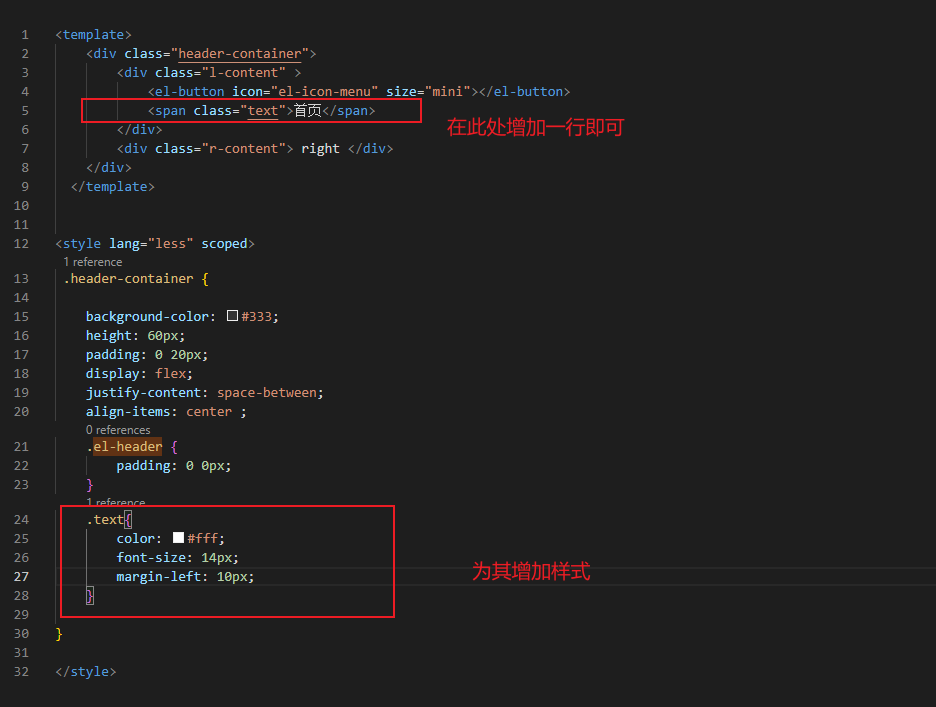 1 <template>
2 <div class="header-container">
3 <div class="l-content" >
4 <el-button icon="el-icon-menu" size="mini"></el-button>
5 <span class="text">首页</span>
在此处增加一行即可
6 </div>
7 <div class="r-content"> right </div>
8 </div>
9 </template>
10
11
12 <style lang="less" scoped>
1 reference
13 .header-container {
14
15 background-color: #333;
16 height: 60px;
17 padding: 0 20px;
18 display: flex;
19 justify-content: space-between;
20 align-items: center ;
0 references
21 .el-header {
22 padding: 0 0px;
23 }
1 reference
24 .text{
25 color: #fff;
26 font-size: 14px;
27 margin-left: 10px;
为其增加样式
28 }
29
30 }
31
32 </style>